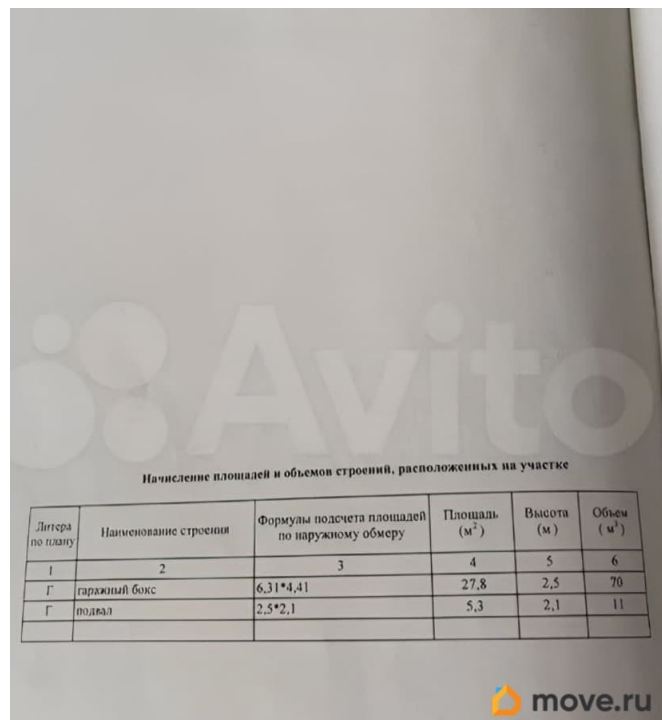 Avito
Начисление площадей и объемов строений, расположенных на участке
Литера по плану Наименование строения Формулы подсчета площадей по наружному обмеру Площадь (м²) Высота (м) Объем (м³)
1 2 3 4 5 6
Г гаражный бокс 6,31*4,41 27,8 2,5 70
Г подвал 2,5*2,1 5,3 2,1 11
move.ru